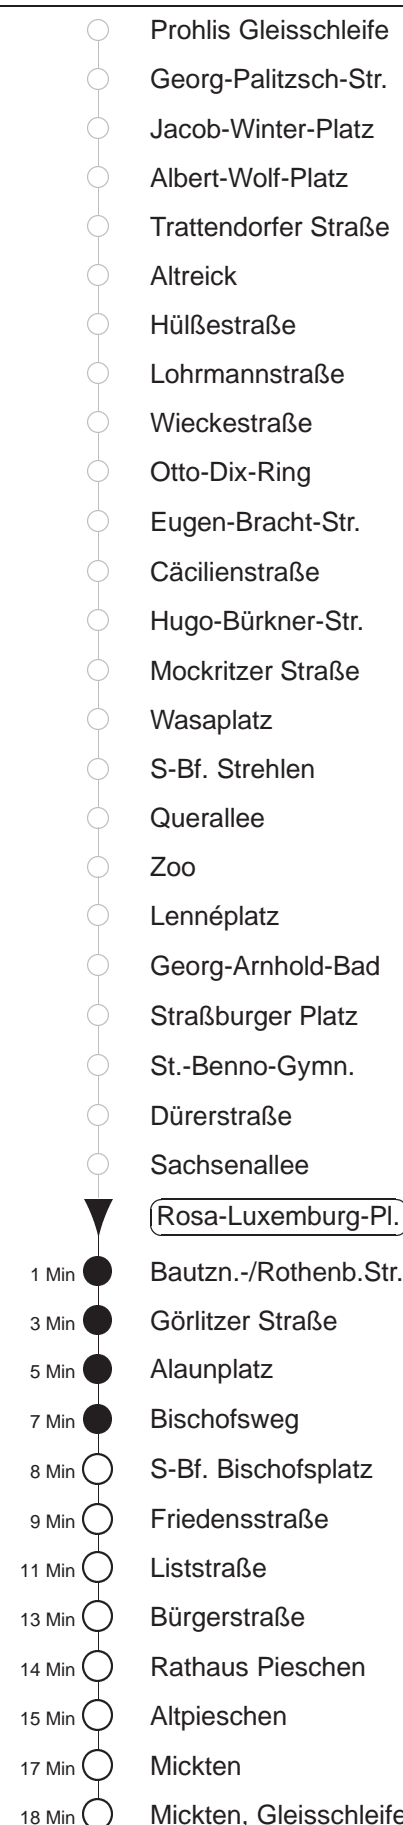 Prohlis Gleisschleife
Georg-Palitzsch-Str.
Jacob-Winter-Platz
Albert-Wolf-Platz
Trattendorfer Straße
Altreick
Hülßestraße
Lohrmannstraße
Wieckestraße
Otto-Dix-Ring
Eugen-Bracht-Str.
Cäcilienstraße
Hugo-Bürkner-Str.
Mockritzer Straße
Wasaplatz
S-Bf. Strehlen
Querallee
Zoo
Lennéplatz
Georg-Arnhold-Bad
Straßburger Platz
St.-Benno-Gymn.
Dürerstraße
Sachsenallee
Rosa-Luxemburg-Pl.
1 Min Bautzn.-/Rothenb.Str.
3 Min Görlitzer Straße
5 Min Alaunplatz
7 Min Bischofsweg
8 Min S-Bf. Bischofsplatz
9 Min Friedensstraße
11 Min Liststraße
13 Min Bürgerstraße
14 Min Rathaus Pieschen
15 Min Altpieschen
17 Min Mickten
18 Min Mickten, Gleisschleife